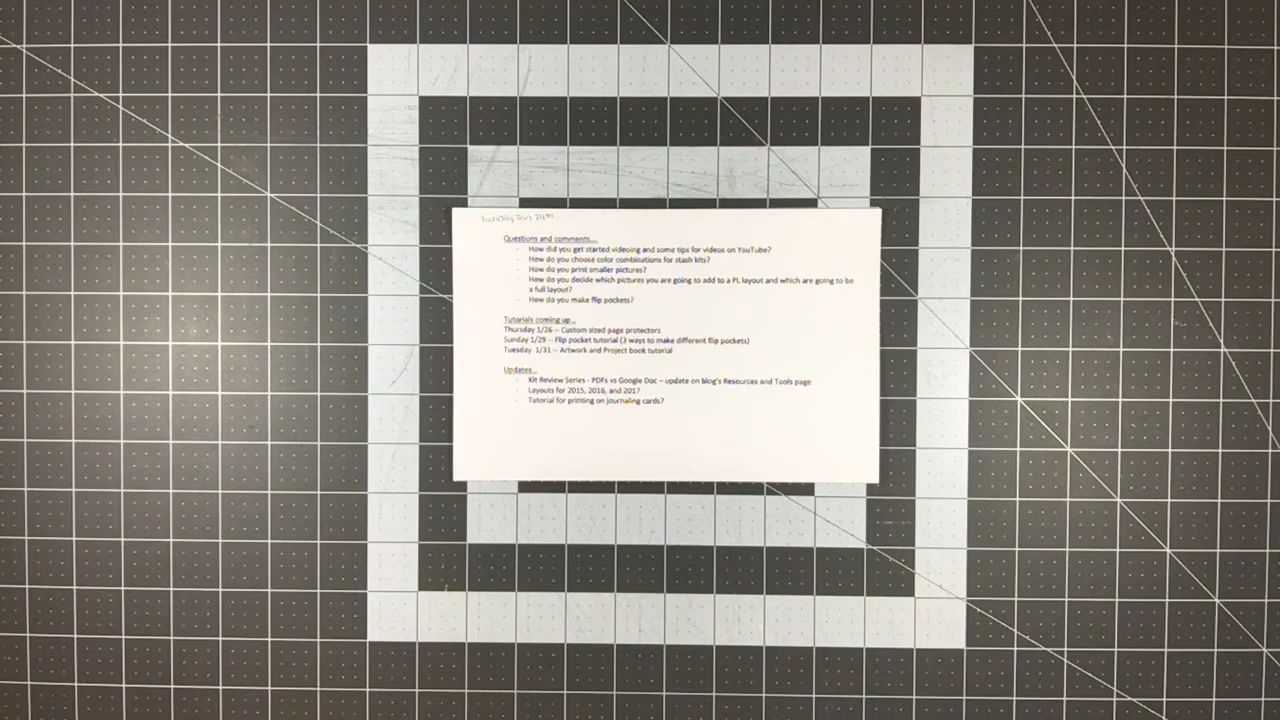 Tuesday Jan 24th
Questions and comments...
- How did you get started videoing and some tips for videos on YouTube?
- How do you choose color combinations for stash kits?
- How do you print smaller pictures?
- How do you decide which pictures you are going to add to a PL layout and which are going to be
a full layout?
- How do you make flip pockets?
Tutorials coming up...
Thursday 1/26 – Custom sized page protectors
Sunday 1/29 – Flip pocket tutorial (3 ways to make different flip pockets)
Tuesday 1/31 – Artwork and Project book tutorial
Updates...
- Kit Review Series - PDFs vs Google Doc – update on blog's Resources and Tools page
- Layouts for 2015, 2016, and 2017
- Tutorial for printing on journaling cards?